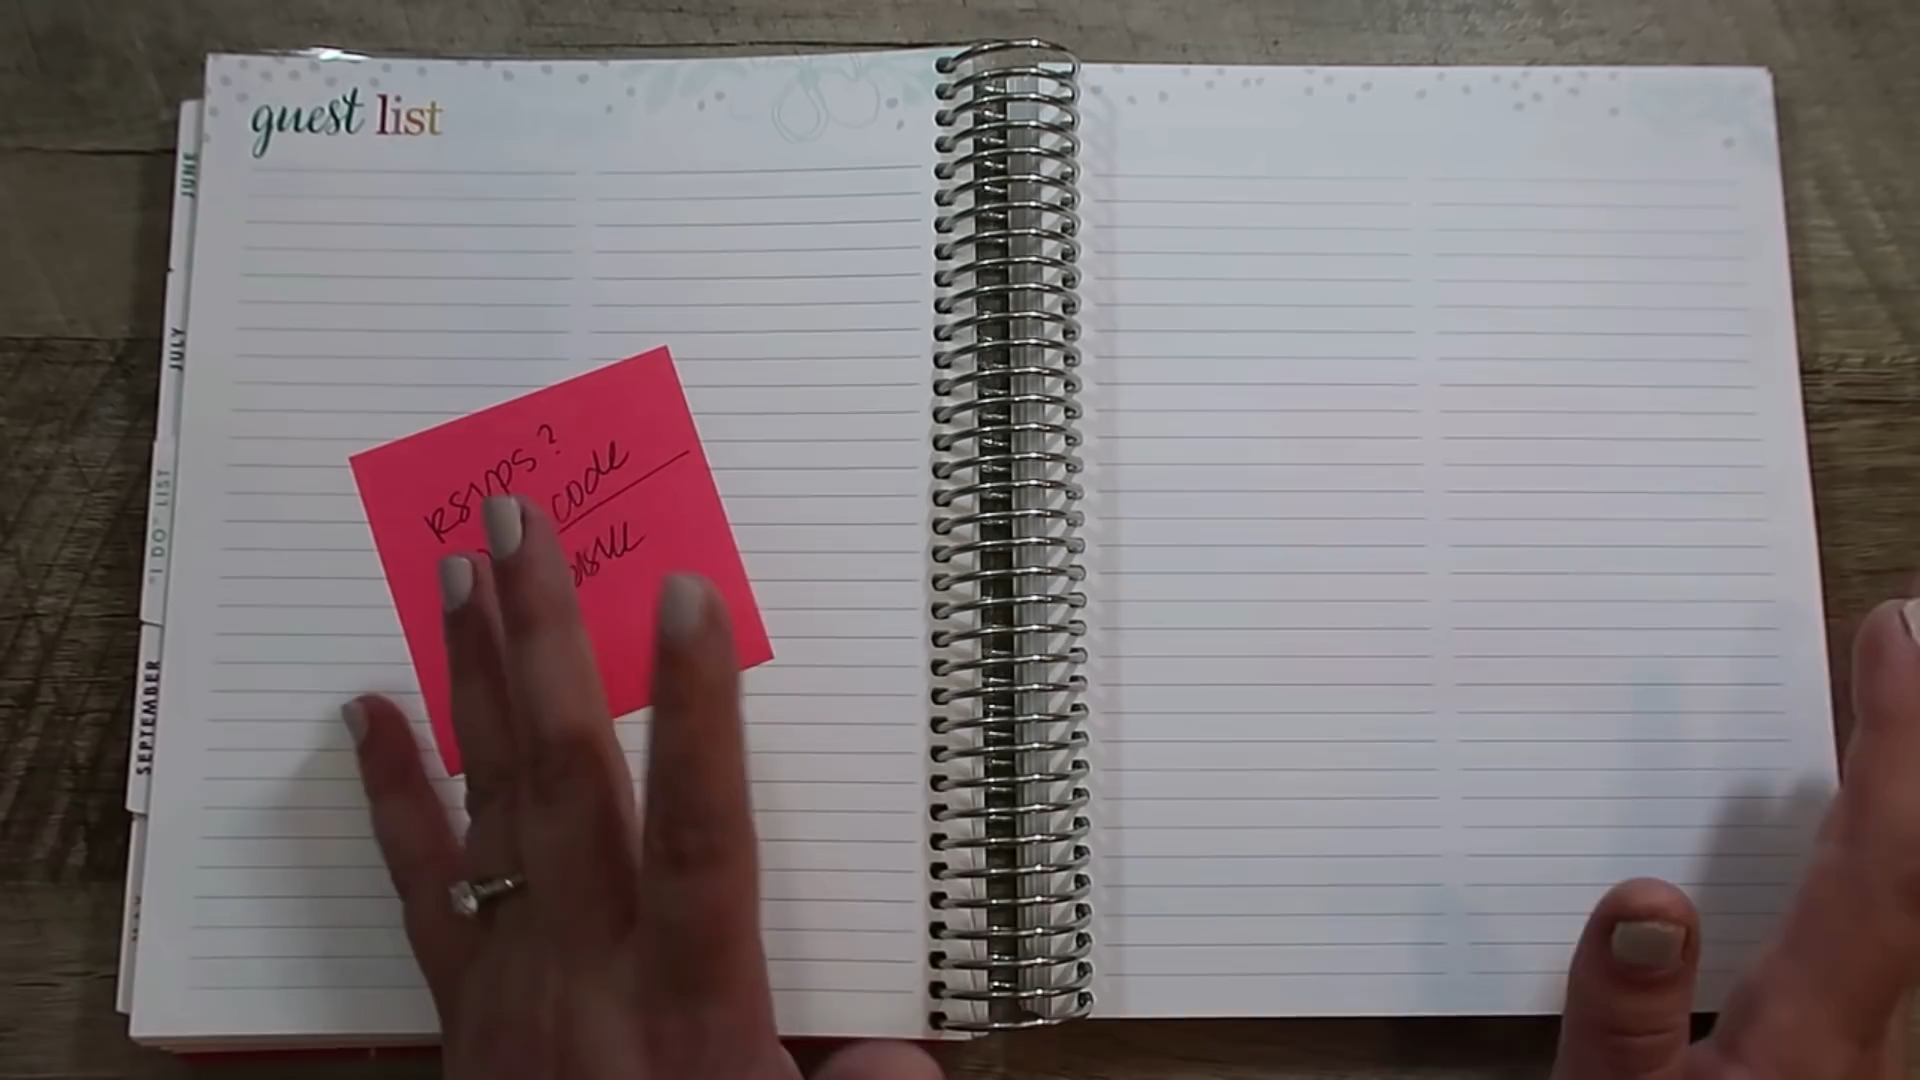 guest list
RSVPs?
code
JUNE
JULY
"I DO" LIST
SEPTEMBER